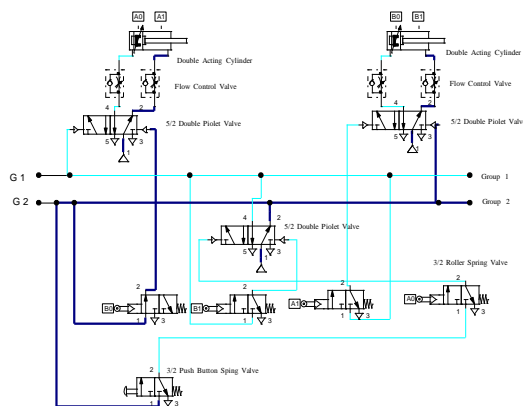 A0 A1 B0 B1
Double Acting Cylinder
Double Acting Cylinder
Flow Control Valve
Flow Control Valve
4 2
4 2
5/2 Double Piolet Valve
5/2 Double Piolet Valve
5 3
5 3
1
1
G 1
Group 1
G 2
Group 2
4 2
5/2 Double Piolet Valve
5 3
1
3/2 Roller Spring Valve
2 2 2 2
B0 B1 A1 A0
1 3 1 3 1 3 1 3
2 3/2 Push Button Sping Valve
1 3